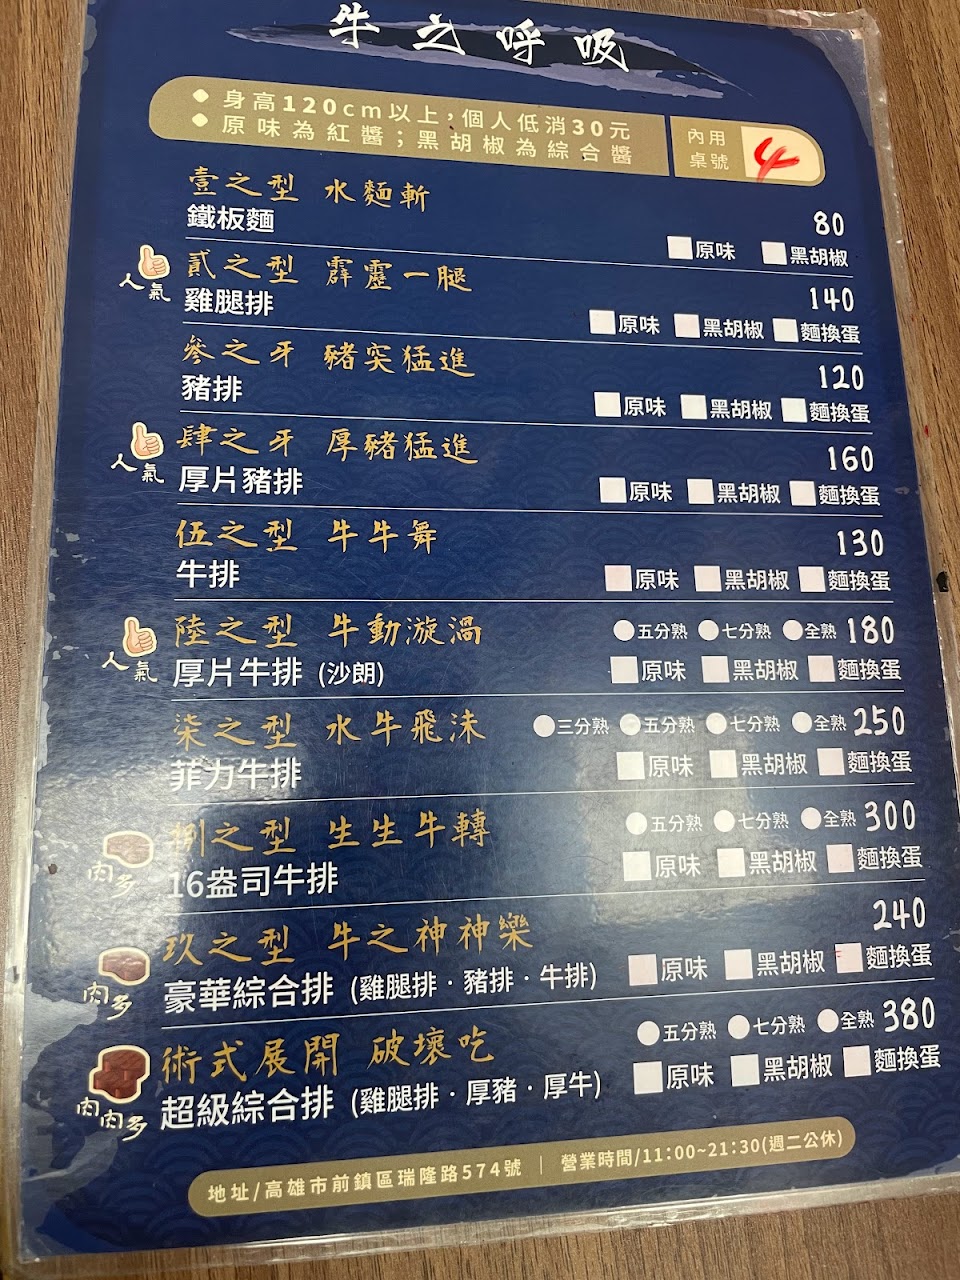 牛之呼吸
◆ 身高120cm以上,個人低消30元
◆ 原味為紅醬;黑胡椒為綜合醬
內用
桌號
4
壹之型 水麵斬
鐵板麵
80
原味 黑胡椒
人氣
貳之型 霹靂一腿
雞腿排
140
原味 黑胡椒 麵換蛋
參之牙 豬突猛進
豬排
120
原味 黑胡椒 麵換蛋
人氣
肆之牙 厚豬猛進
厚片豬排
160
原味 黑胡椒 麵換蛋
伍之型 牛牛舞
牛排
130
原味 黑胡椒 麵換蛋
人氣
陸之型 牛動漩渦
厚片牛排 (沙朗)
五分熟 七分熟 全熟 180
原味 黑胡椒 麵換蛋
柒之型 水牛飛沫
菲力牛排
三分熟 五分熟 七分熟 全熟 250
原味 黑胡椒 麵換蛋
肉多
捌之型 生生牛轉
16盎司牛排
五分熟 七分熟 全熟 300
原味 黑胡椒 麵換蛋
肉多
玖之型 牛之神神樂
豪華綜合排 (雞腿排·豬排·牛排)
240
原味 黑胡椒 麵換蛋
肉肉多
術式展開 破壞吃
超級綜合排 (雞腿排·厚豬·厚牛)
五分熟 七分熟 全熟 380
原味 黑胡椒 麵換蛋
地址/高雄市前鎮區瑞隆路574號 | 營業時間/11:00~21:30(週二公休)